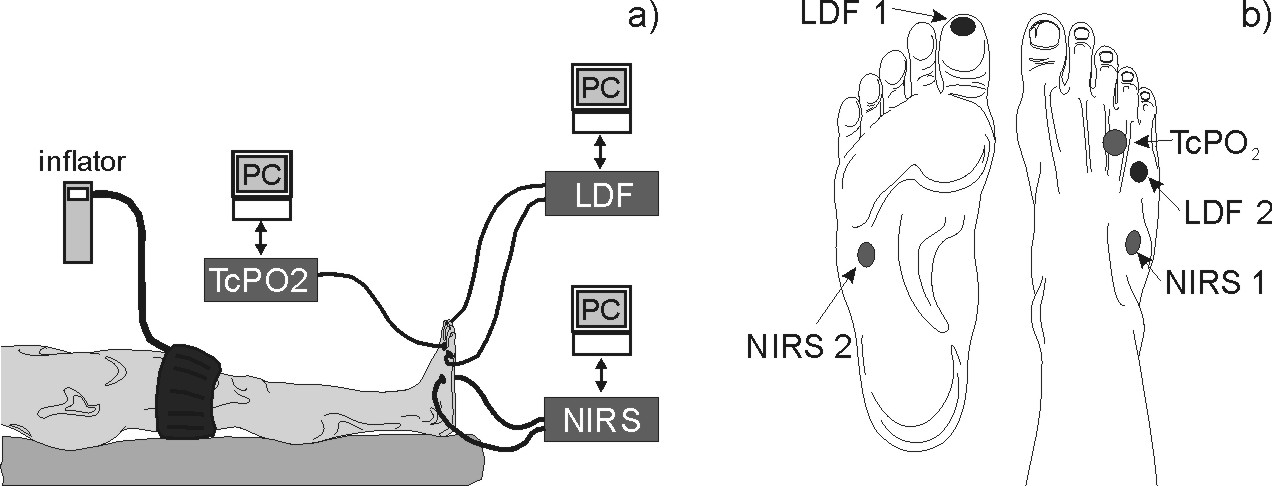 a)
PC
inflator
PC
LDF
TcPO2
PC
NIRS
b)
LDF 1
TcPO₂
LDF 2
NIRS 1
NIRS 2